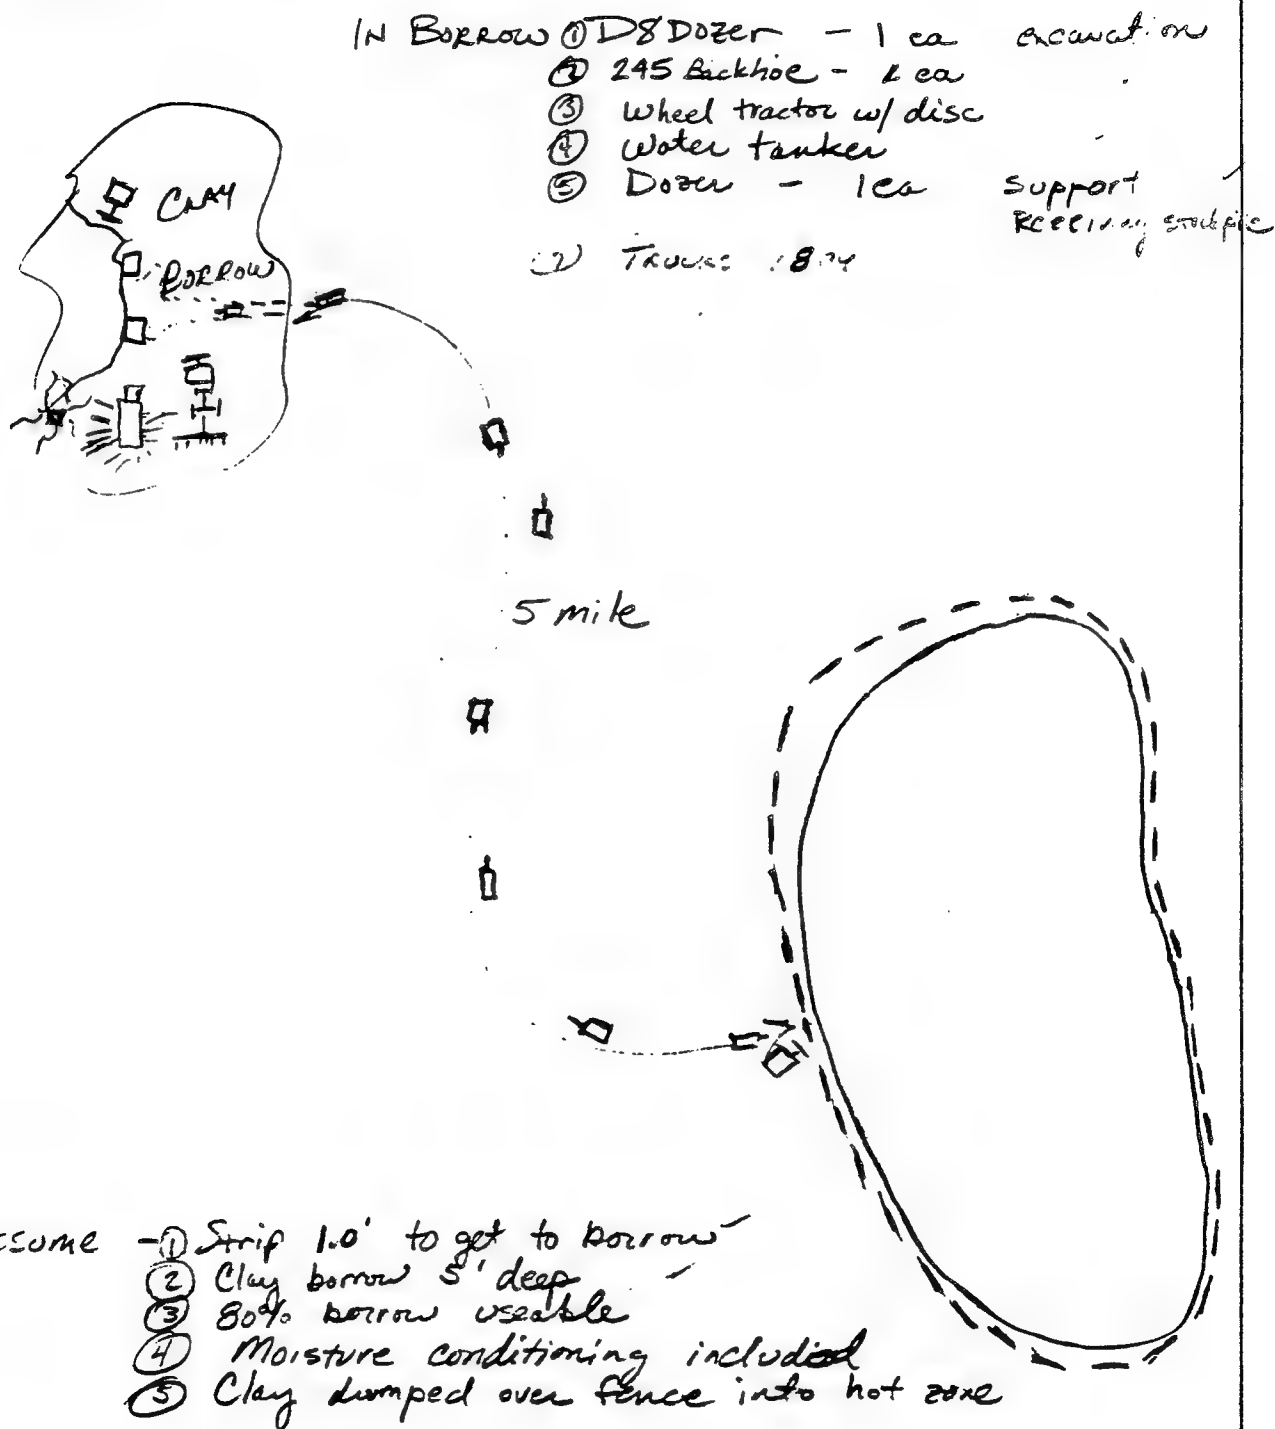 IN BORROW ① D8 Dozer - 1 ea excavation
② 245 Backhoe - 1 ea
③ Wheel tractor w/ disc
④ Water tanker
⑤ Dozer - 1 ea support
Receiving stockpile
Trucks
CLAY
BORROW
5 mile
ssume - ① Strip 1.0' to get to borrow
② Clay borrow 5' deep
③ 80% borrow useable
④ Moisture conditioning included
⑤ Clay dumped over fence into hot zone